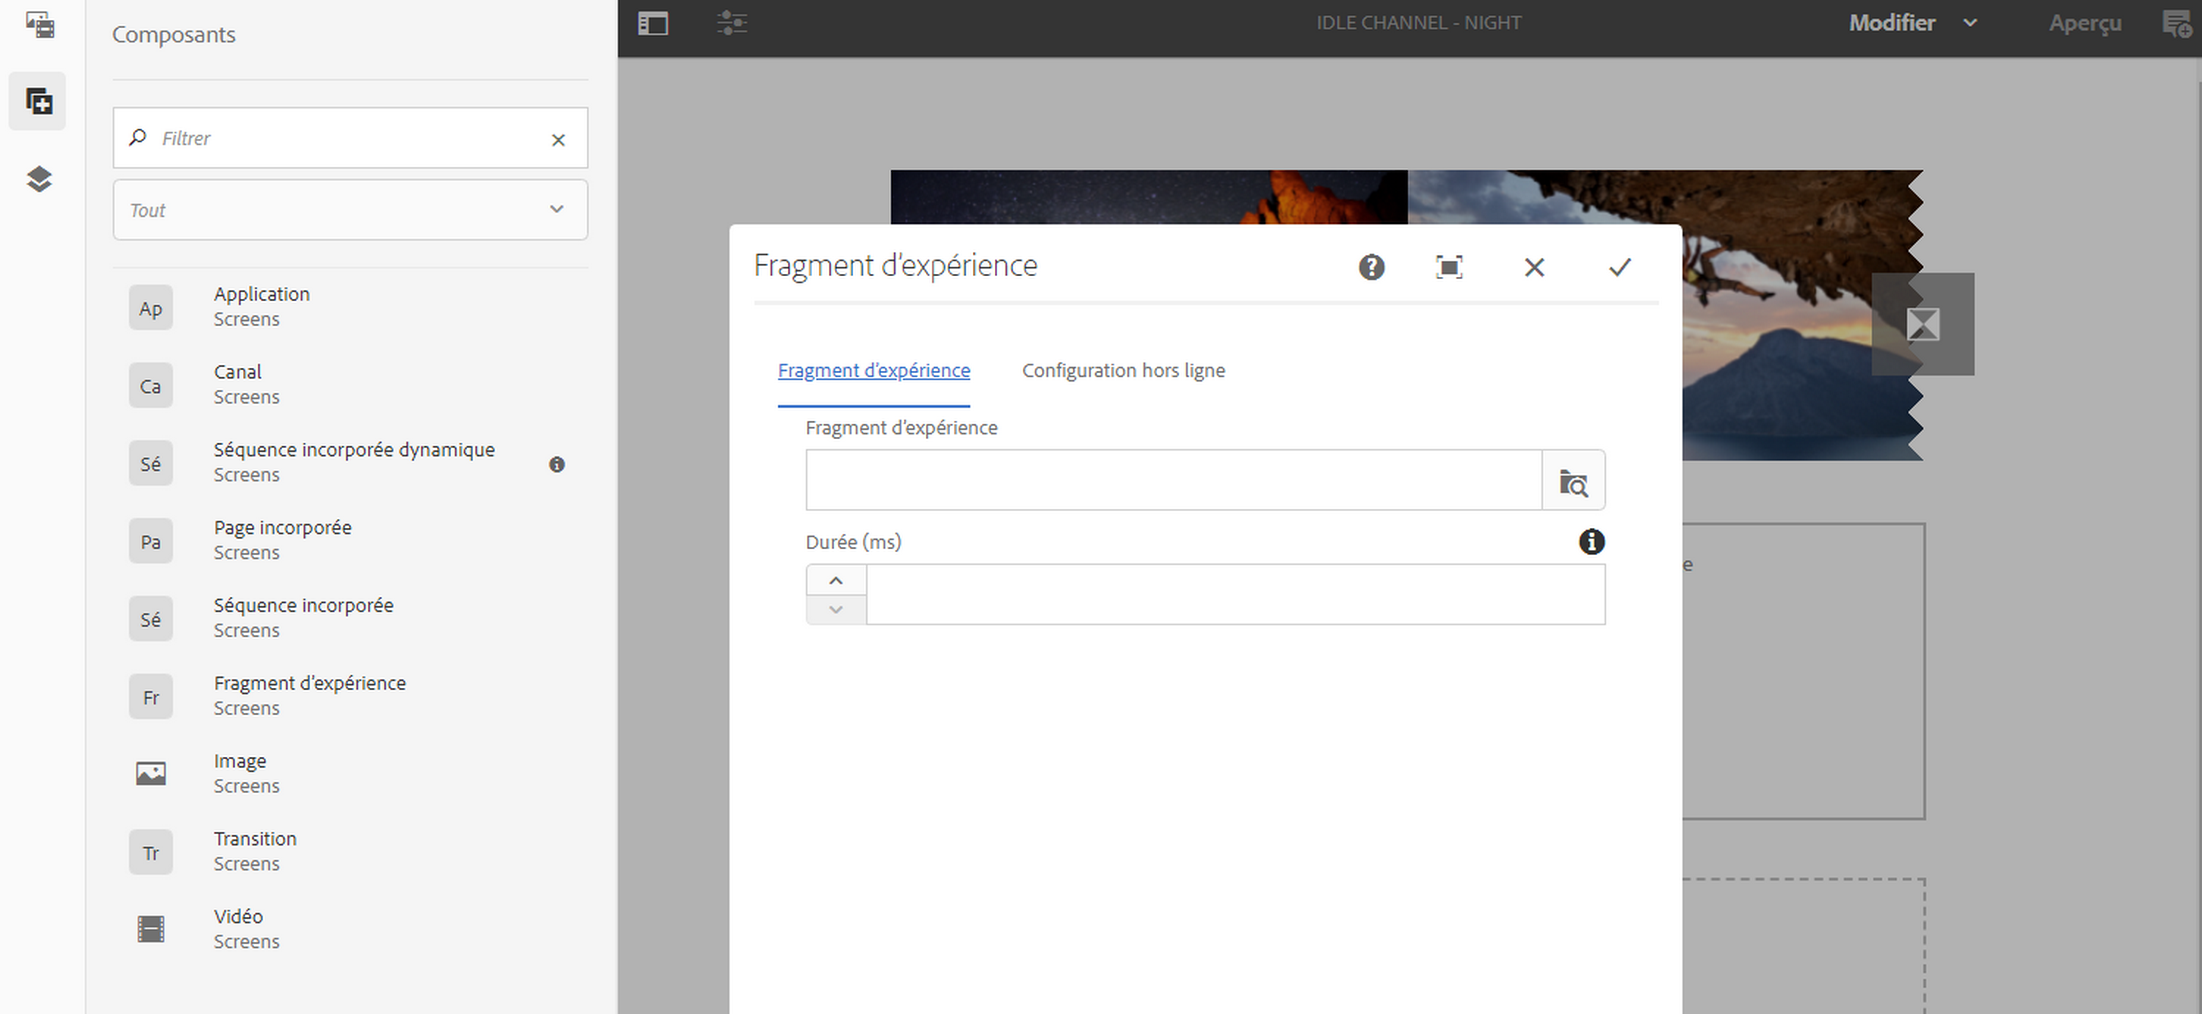 Composants
Filtrer
Tout
Ap
Application
Screens
Ca
Canal
Screens
Sé
Séquence incorporée dynamique
Screens
Pa
Page incorporée
Screens
Sé
Séquence incorporée
Screens
Fr
Fragment d'expérience
Screens
Image
Screens
Tr
Transition
Screens
Vidéo
Screens
IDLE CHANNEL - NIGHT
Modifier
Aperçu
Fragment d'expérience
Fragment d'expérience
Configuration hors ligne
Fragment d'expérience
Durée (ms)
e